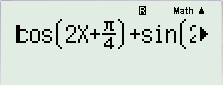 R Math ▲
cos(2X+π/4)+sin(2▶